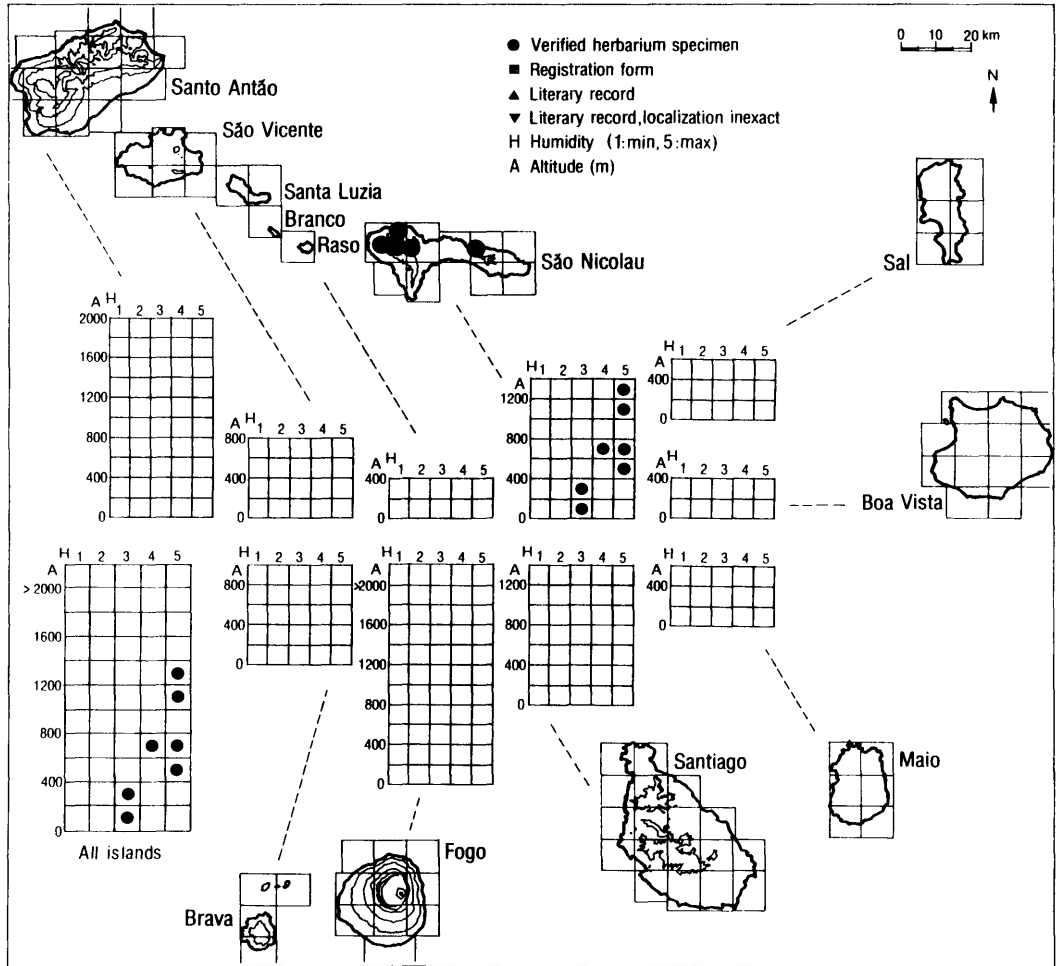 ● Verified herbarium specimen
■ Registration form
▲ Literary record
▼ Literary record, localization inexact
H Humidity (1:min, 5:max)
A Altitude (m)
0 10 20 km
N
Santo Antão
São Vicente
Santa Luzia
Branco
Raso
São Nicolau
Sal
A H 1 2 3 4 5
2000
1600
1200
800
400
0
A H 1 2 3 4 5
800
400
0
A H 1 2 3 4 5
400
0
H 1 2 3 4 5
A
1200
800
400
0
H 1 2 3 4 5
A
400
0
H 1 2 3 4 5
A
400
0
Boa Vista
H 1 2 3 4 5
A
>2000
1600
1200
800
400
0
All islands
H 1 2 3 4 5
A
800
400
0
H 1 2 3 4 5
A
>2000
1600
1200
800
400
0
H 1 2 3 4 5
A
1200
800
400
0
H 1 2 3 4 5
A
400
0
Santiago
Maio
Fogo
Brava